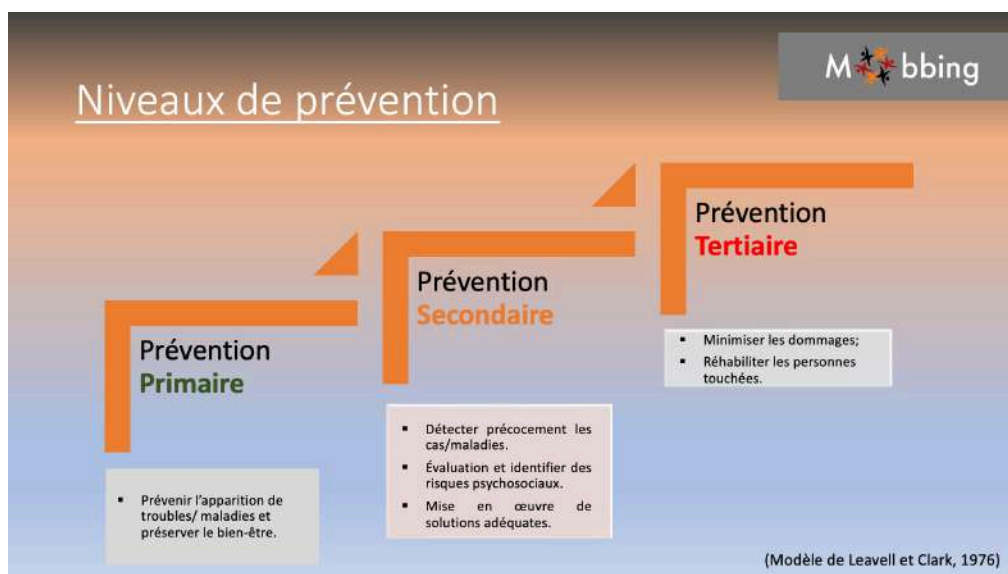 M bbing
Niveaux de prévention
Prévention
Primaire
▪ Prévenir l'apparition de
troubles/ maladies et
préserver le bien-être.
Prévention
Secondaire
▪ Détecter précocement les
cas/maladies.
▪ Évaluation et identifier des
risques psychosociaux.
▪ Mise en œuvre de
solutions adéquates.
Prévention
Tertiaire
▪ Minimiser les dommages;
▪ Réhabiliter les personnes
touchées.
(Modèle de Leavell et Clark, 1976)